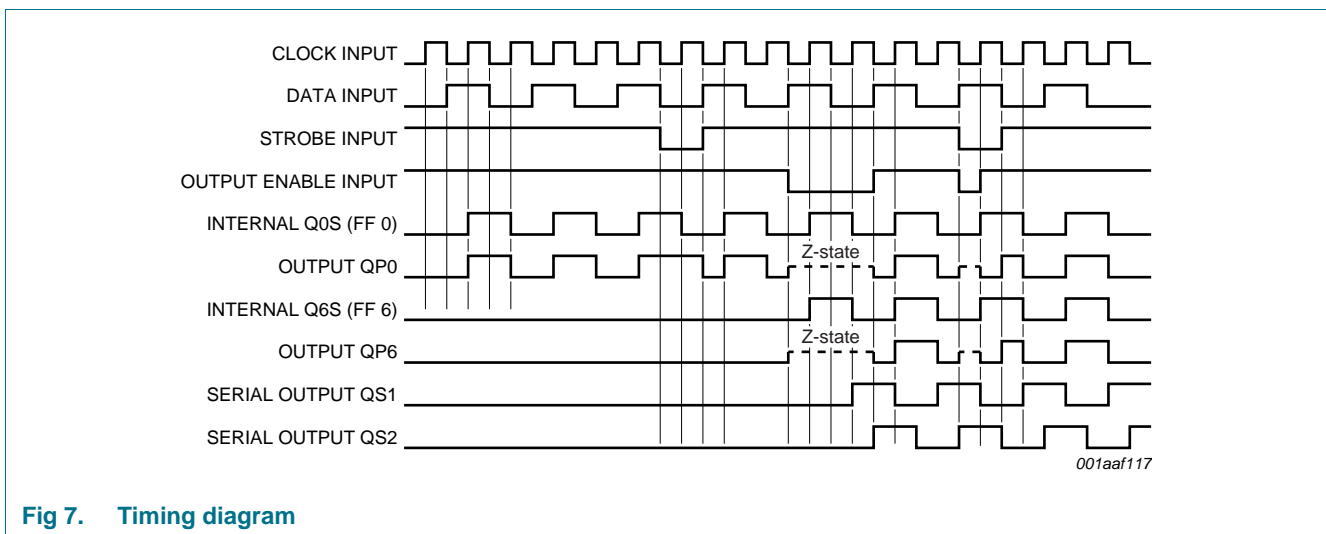 CLOCK INPUT
DATA INPUT
STROBE INPUT
OUTPUT ENABLE INPUT
INTERNAL Q0S (FF 0)
Z-state
OUTPUT QP0
INTERNAL Q6S (FF 6)
Z-state
OUTPUT QP6
SERIAL OUTPUT QS1
SERIAL OUTPUT QS2
001aaf117
Fig 7. Timing diagram